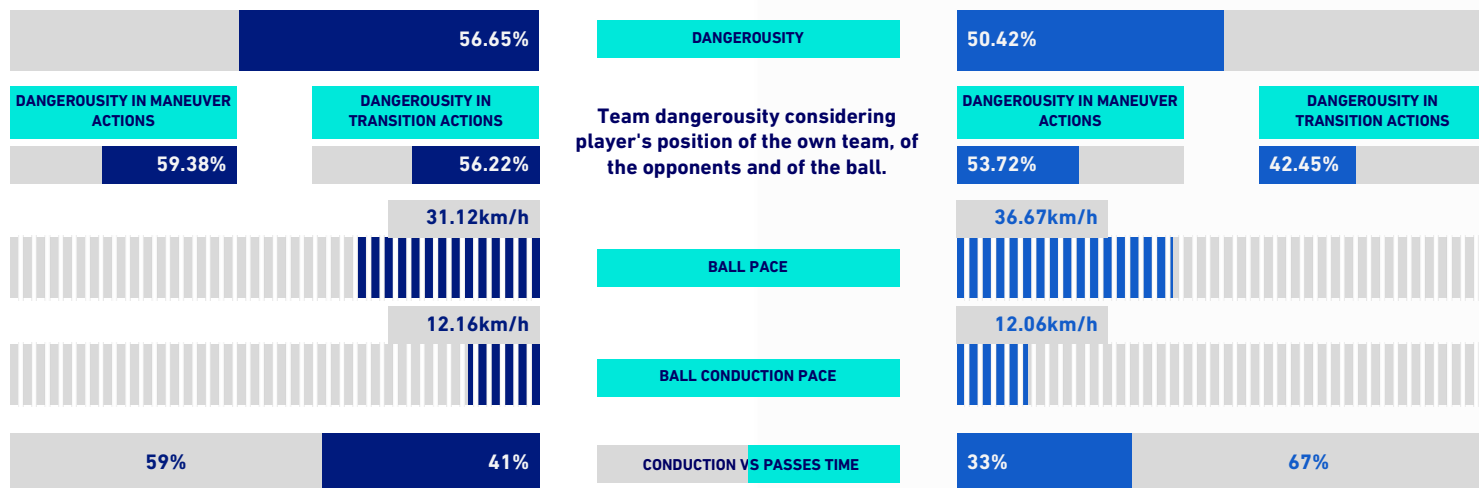 56.65%
DANGEROUSITY
50.42%
DANGEROUSITY IN MANEUVER
ACTIONS
DANGEROUSITY IN
TRANSITION ACTIONS
59.38%
56.22%
Team dangerousity considering
player's position of the own team, of
the opponents and of the ball.
DANGEROUSITY IN MANEUVER
ACTIONS
DANGEROUSITY IN
TRANSITION ACTIONS
53.72%
42.45%
31.12km/h
BALL PACE
36.67km/h
12.16km/h
BALL CONDUCTION PACE
12.06km/h
59%
41%
CONDUCTION VS PASSES TIME
33%
67%